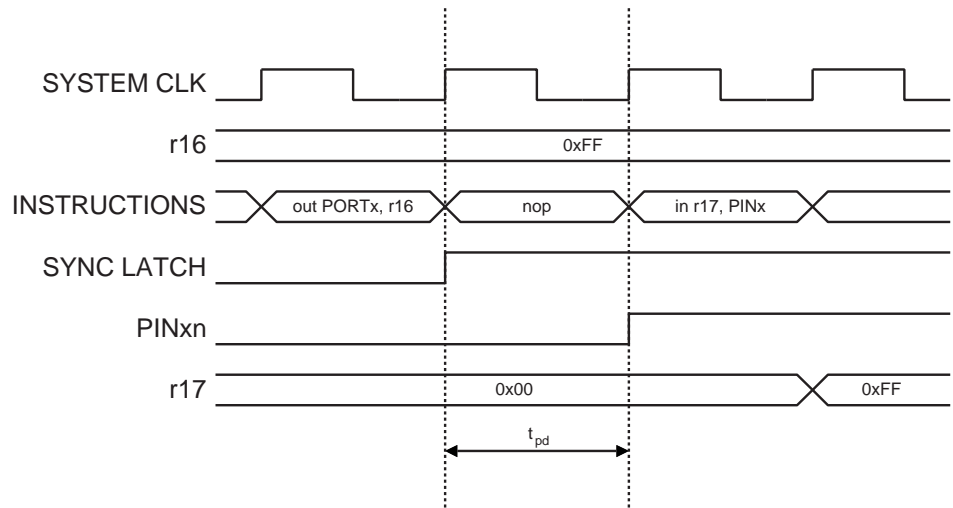 SYSTEM CLK
r16
0xFF
INSTRUCTIONS
out PORTx, r16
nop
in r17, PINx
SYNC LATCH
PINxn
r17
0x00
0xFF
tpd